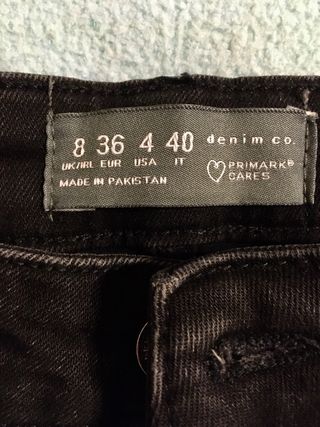 8 36 4 40 denim co.
UK/IRL EUR USA IT PRIMARK®
MADE IN PAKISTAN CARES